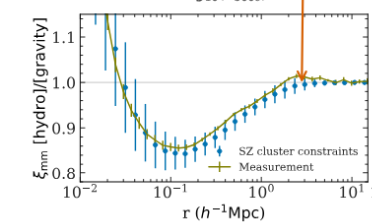 1.1
1.0
0.9
0.8
ξmm [hydro]/[gravity]
SZ cluster constraints
Measurement
10⁻² 10⁻¹ 10⁰ 10¹
r (h⁻¹Mpc)